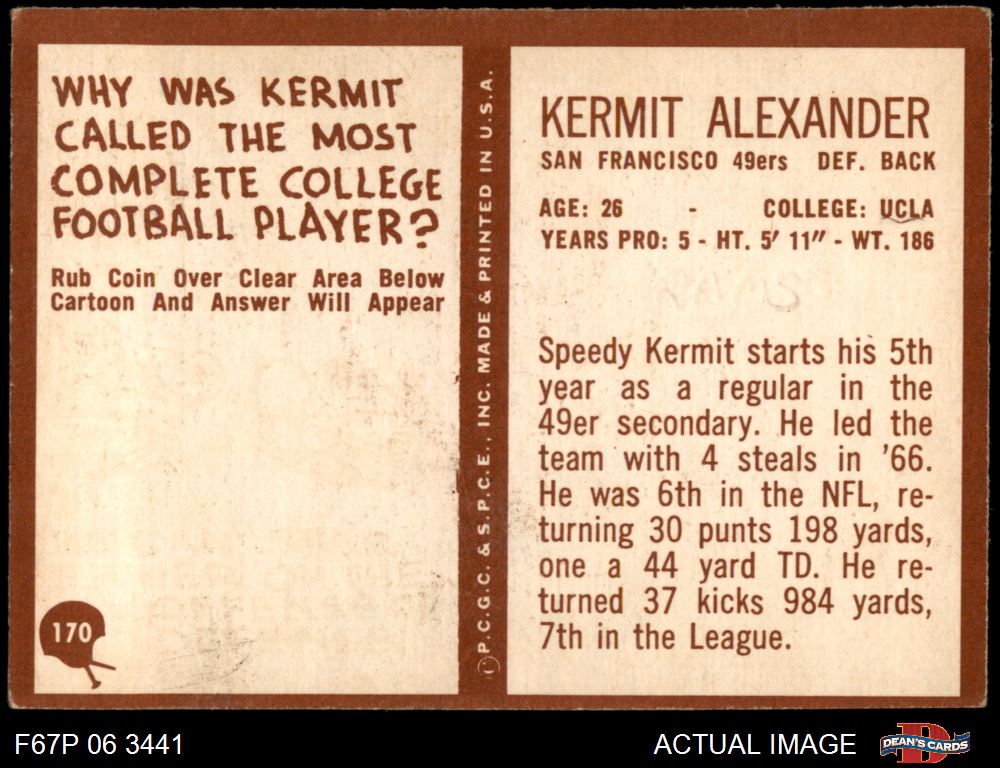 WHY WAS KERMIT
CALLED THE MOST
COMPLETE COLLEGE
FOOTBALL PLAYER?
Rub Coin Over Clear Area Below
Cartoon And Answer Will Appear
170
©P.C.G.C. & S.P.C.E., INC. MADE & PRINTED IN U.S.A.
KERMIT ALEXANDER
SAN FRANCISCO 49ers DEF. BACK
AGE: 26 - COLLEGE: UCLA
YEARS PRO: 5 - HT. 5' 11" - WT. 186
RAMS
Speedy Kermit starts his 5th
year as a regular in the
49er secondary. He led the
team with 4 steals in '66.
He was 6th in the NFL, re-
turning 30 punts 198 yards,
one a 44 yard TD. He re-
turned 37 kicks 984 yards,
7th in the League.
F67P 06 3441
ACTUAL IMAGE
DEAN'S CARDS